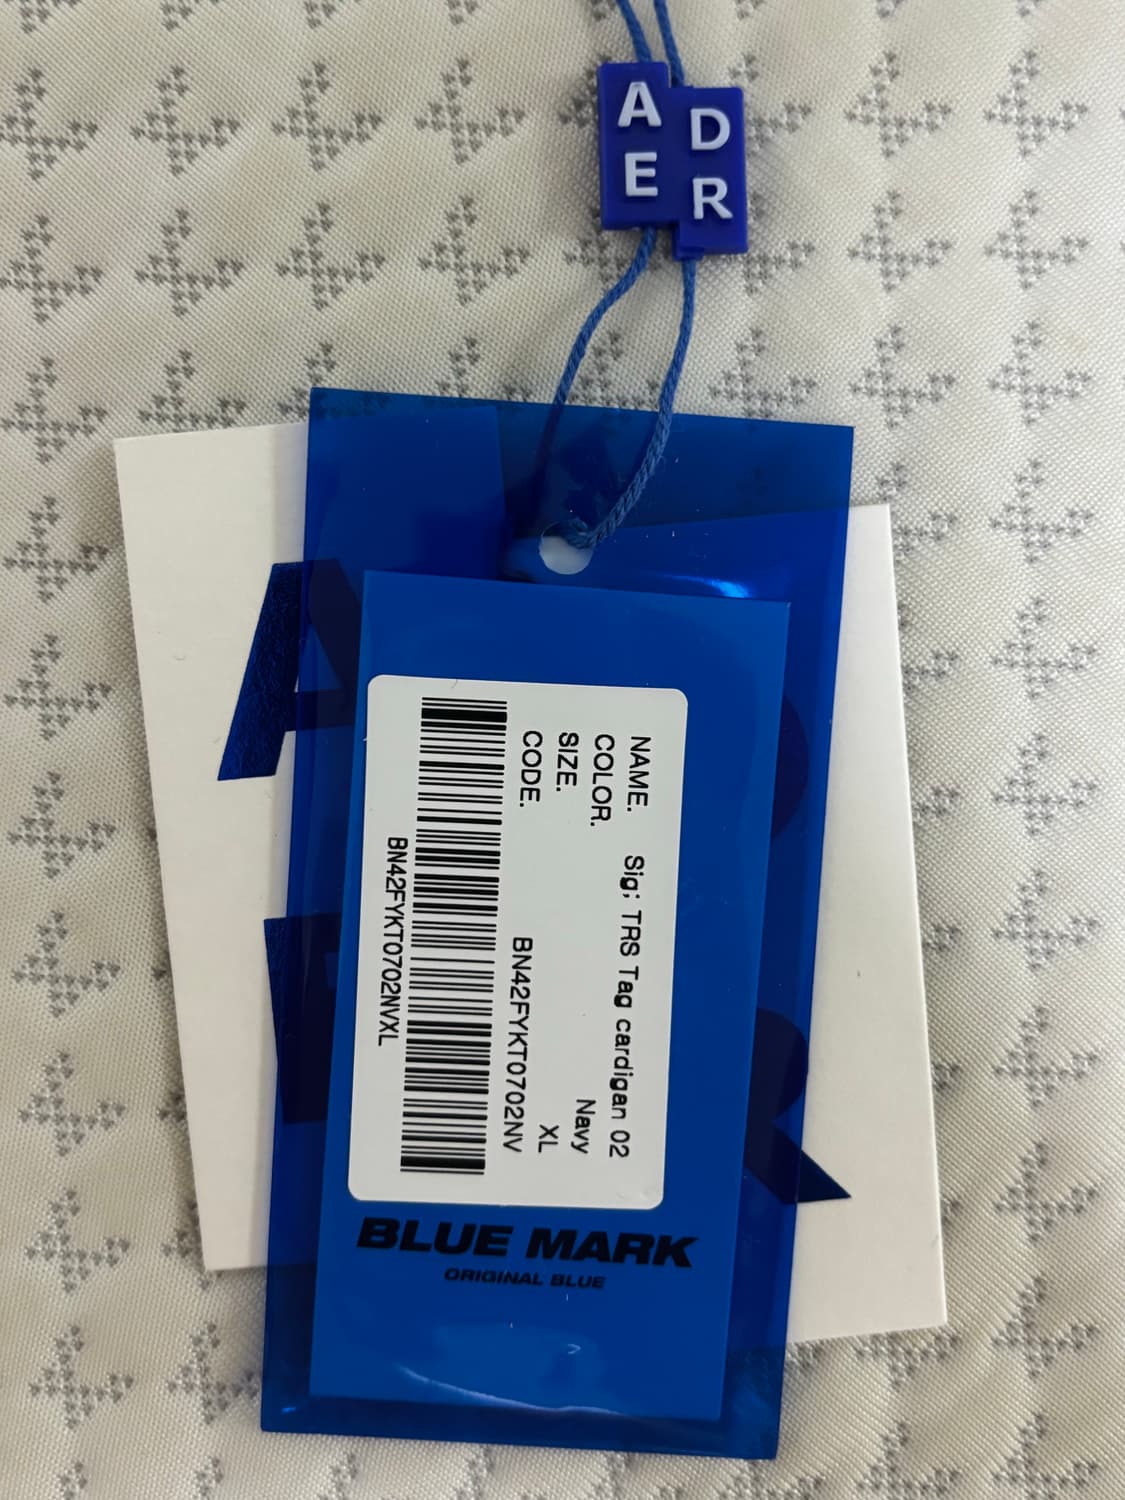 A D
E R
NAME. Sig; TRS Tag cardigan 02
COLOR. Navy
SIZE. XL
CODE. BN42FYKT0702NV
BN42FYKT0702NVXL
BLUE MARK
ORIGINAL BLUE
A
E
R